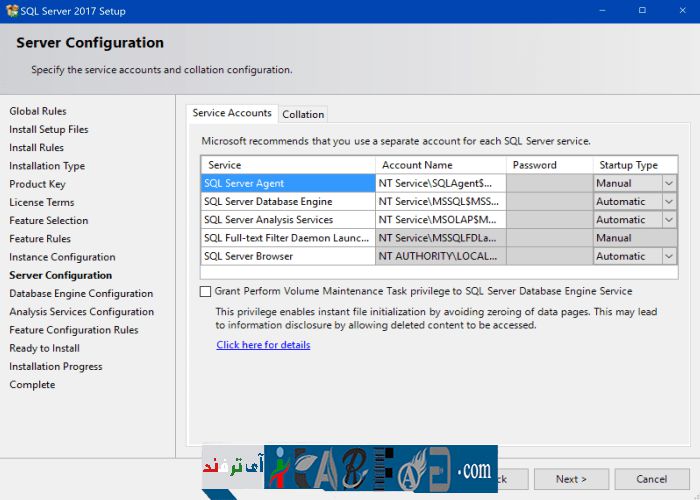 SQL Server 2017 Setup
Server Configuration
Specify the service accounts and collation configuration.
Global Rules
Install Setup Files
Install Rules
Installation Type
Product Key
License Terms
Feature Selection
Feature Rules
Instance Configuration
Server Configuration
Database Engine Configuration
Analysis Services Configuration
Feature Configuration Rules
Ready to Install
Installation Progress
Complete
Service Accounts Collation
Microsoft recommends that you use a separate account for each SQL Server service.
Service Account Name Password Startup Type
SQL Server Agent NT Service\SQLAgent$... Manual
SQL Server Database Engine NT Service\MSSQL$MSS... Automatic
SQL Server Analysis Services NT Service\MSOLAP$M... Automatic
SQL Full-text Filter Daemon Launc... NT Service\MSSQLFDLa... Manual
SQL Server Browser NT AUTHORITY\LOCAL... Automatic
Grant Perform Volume Maintenance Task privilege to SQL Server Database Engine Service
This privilege enables instant file initialization by avoiding zeroing of data pages. This may lead
to information disclosure by allowing deleted content to be accessed.
Click here for details
آی ترفند
.com
Next > Cancel